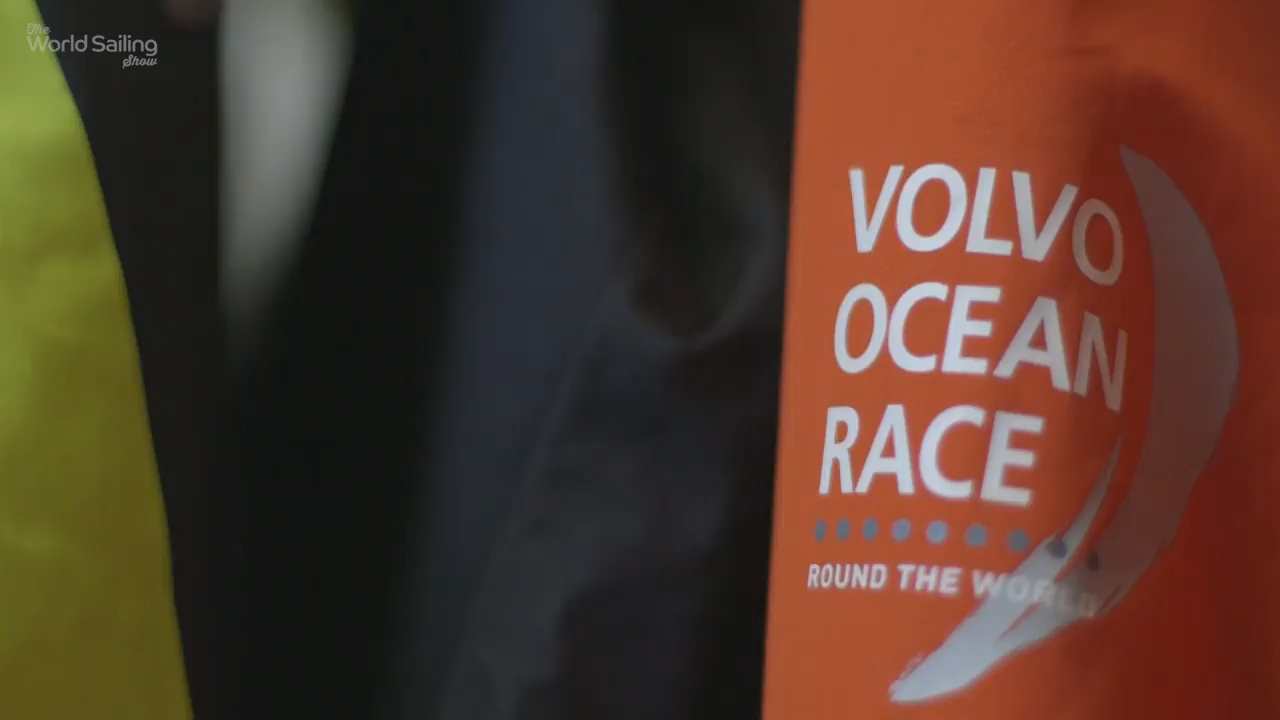 The
World Sailing
Show
VOLVO
OCEAN
RACE
ROUND THE WORLD